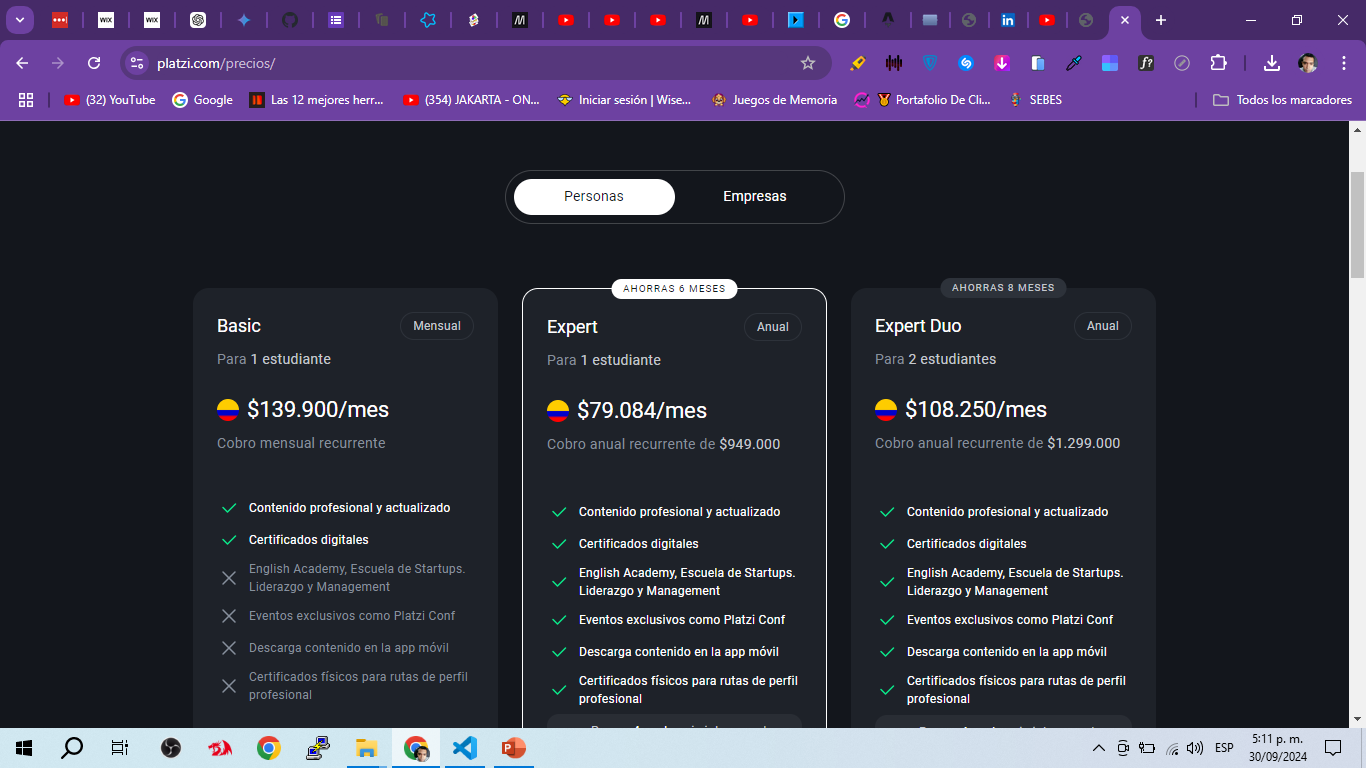 platzi.com/precios/
(32) YouTube
Google
Las 12 mejores herr...
(354) JAKARTA - ON...
Iniciar sesión | Wise...
Juegos de Memoria
Portafolio De Cli...
SEBES
Todos los marcadores
Personas
Empresas
Basic
Mensual
Para 1 estudiante
$139.900/mes
Cobro mensual recurrente
Contenido profesional y actualizado
Certificados digitales
English Academy, Escuela de Startups.
Liderazgo y Management
Eventos exclusivos como Platzi Conf
Descarga contenido en la app móvil
Certificados físicos para rutas de perfil
profesional
AHORRAS 6 MESES
Expert
Anual
Para 1 estudiante
$79.084/mes
Cobro anual recurrente de $949.000
Contenido profesional y actualizado
Certificados digitales
English Academy, Escuela de Startups.
Liderazgo y Management
Eventos exclusivos como Platzi Conf
Descarga contenido en la app móvil
Certificados físicos para rutas de perfil
profesional
AHORRAS 8 MESES
Expert Duo
Anual
Para 2 estudiantes
$108.250/mes
Cobro anual recurrente de $1.299.000
Contenido profesional y actualizado
Certificados digitales
English Academy, Escuela de Startups.
Liderazgo y Management
Eventos exclusivos como Platzi Conf
Descarga contenido en la app móvil
Certificados físicos para rutas de perfil
profesional
ESP
5:11 p. m.
30/09/2024